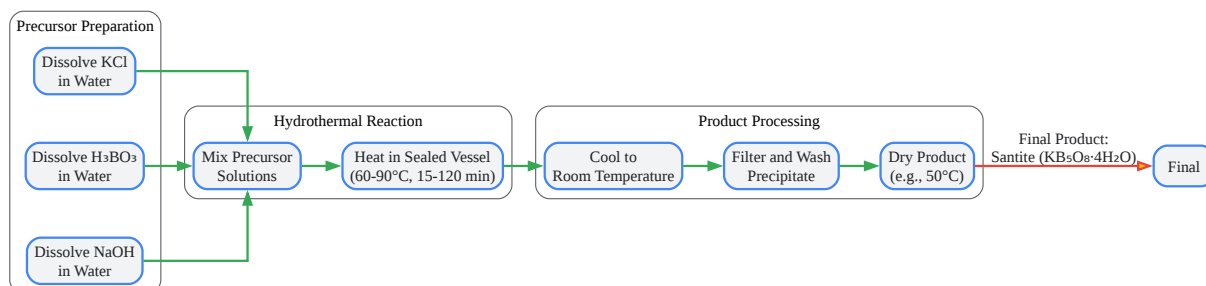 Precursor Preparation
Dissolve KCl
in Water
Dissolve H₃BO₃
in Water
Dissolve NaOH
in Water
Hydrothermal Reaction
Mix Precursor
Solutions
Heat in Sealed Vessel
(60-90°C, 15-120 min)
Product Processing
Cool to
Room Temperature
Filter and Wash
Precipitate
Dry Product
(e.g., 50°C)
Final Product:
Santite (KB₅O₈·4H₂O)
Final